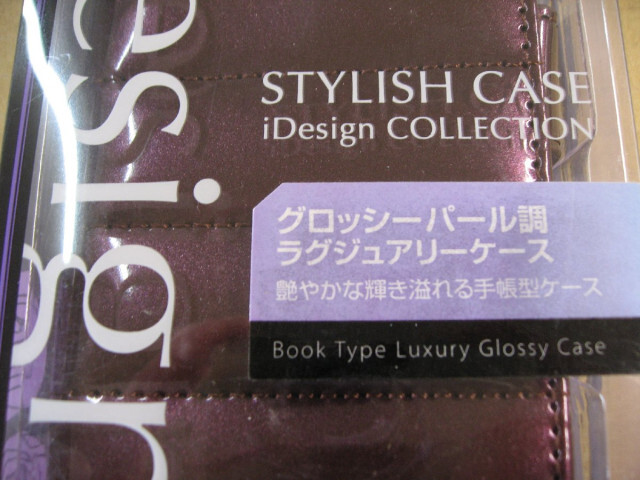 esign
STYLISH CASE
iDesign COLLECTION
グロッシーパール調
ラグジュアリーケース
艶やかな輝き溢れる手帳型ケース
Book Type Luxury Glossy Case